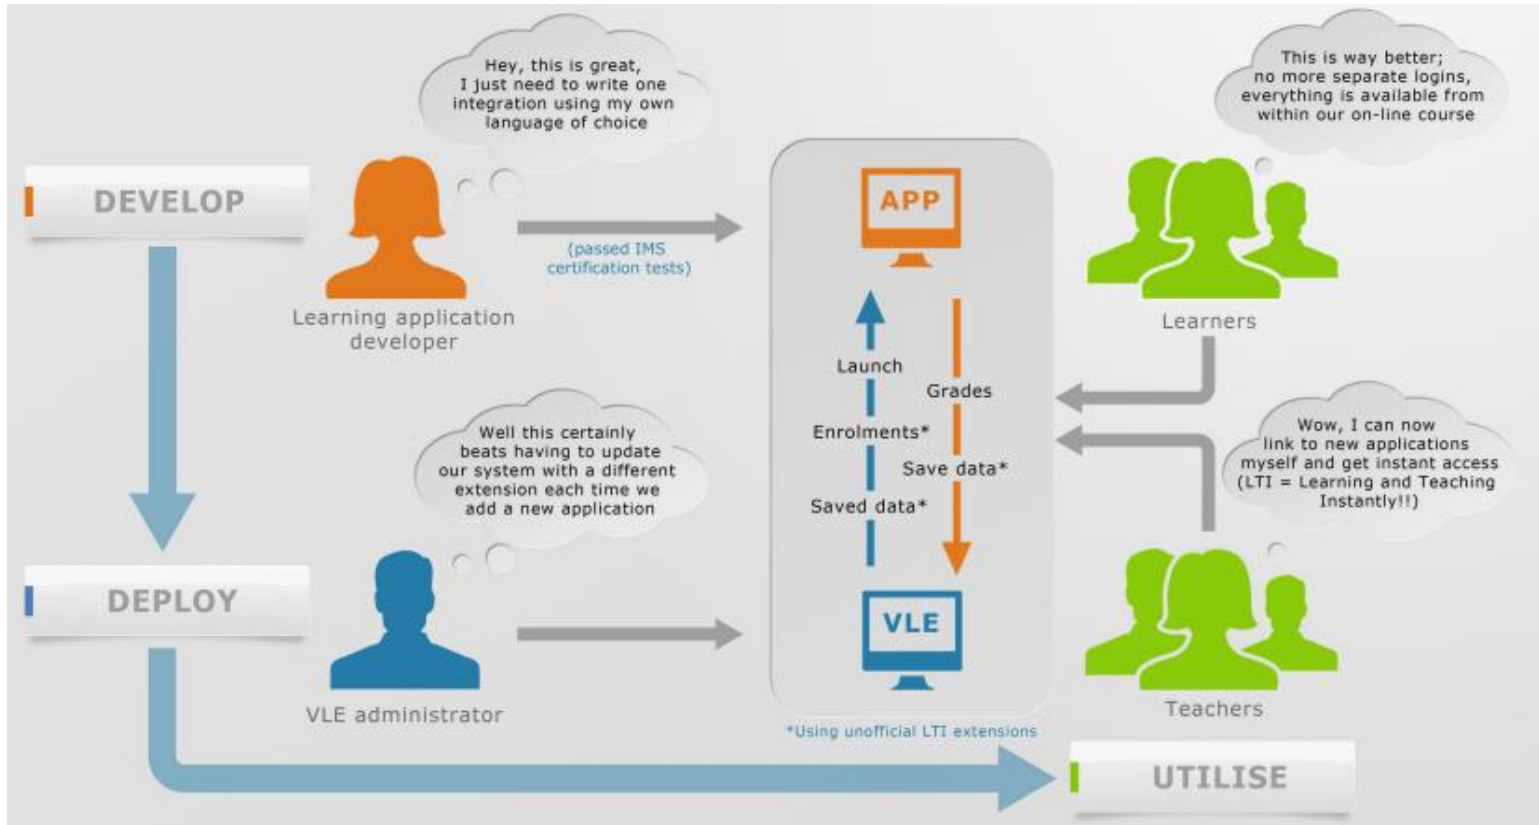 Hey, this is great,
I just need to write one
integration using my own
language of choice
This is way better;
no more separate logins,
everything is available from
within our on-line course
DEVELOP
APP
(passed IMS
certification tests)
Learning application
developer
Learners
Launch
Grades
Enrolments*
Save data*
Saved data*
Well this certainly
beats having to update
our system with a different
extension each time we
add a new application
Wow, I can now
link to new applications
myself and get instant access
(LTI = Learning and Teaching
Instantly!!)
DEPLOY
VLE
VLE administrator
Teachers
*Using unofficial LTI extensions
UTILISE